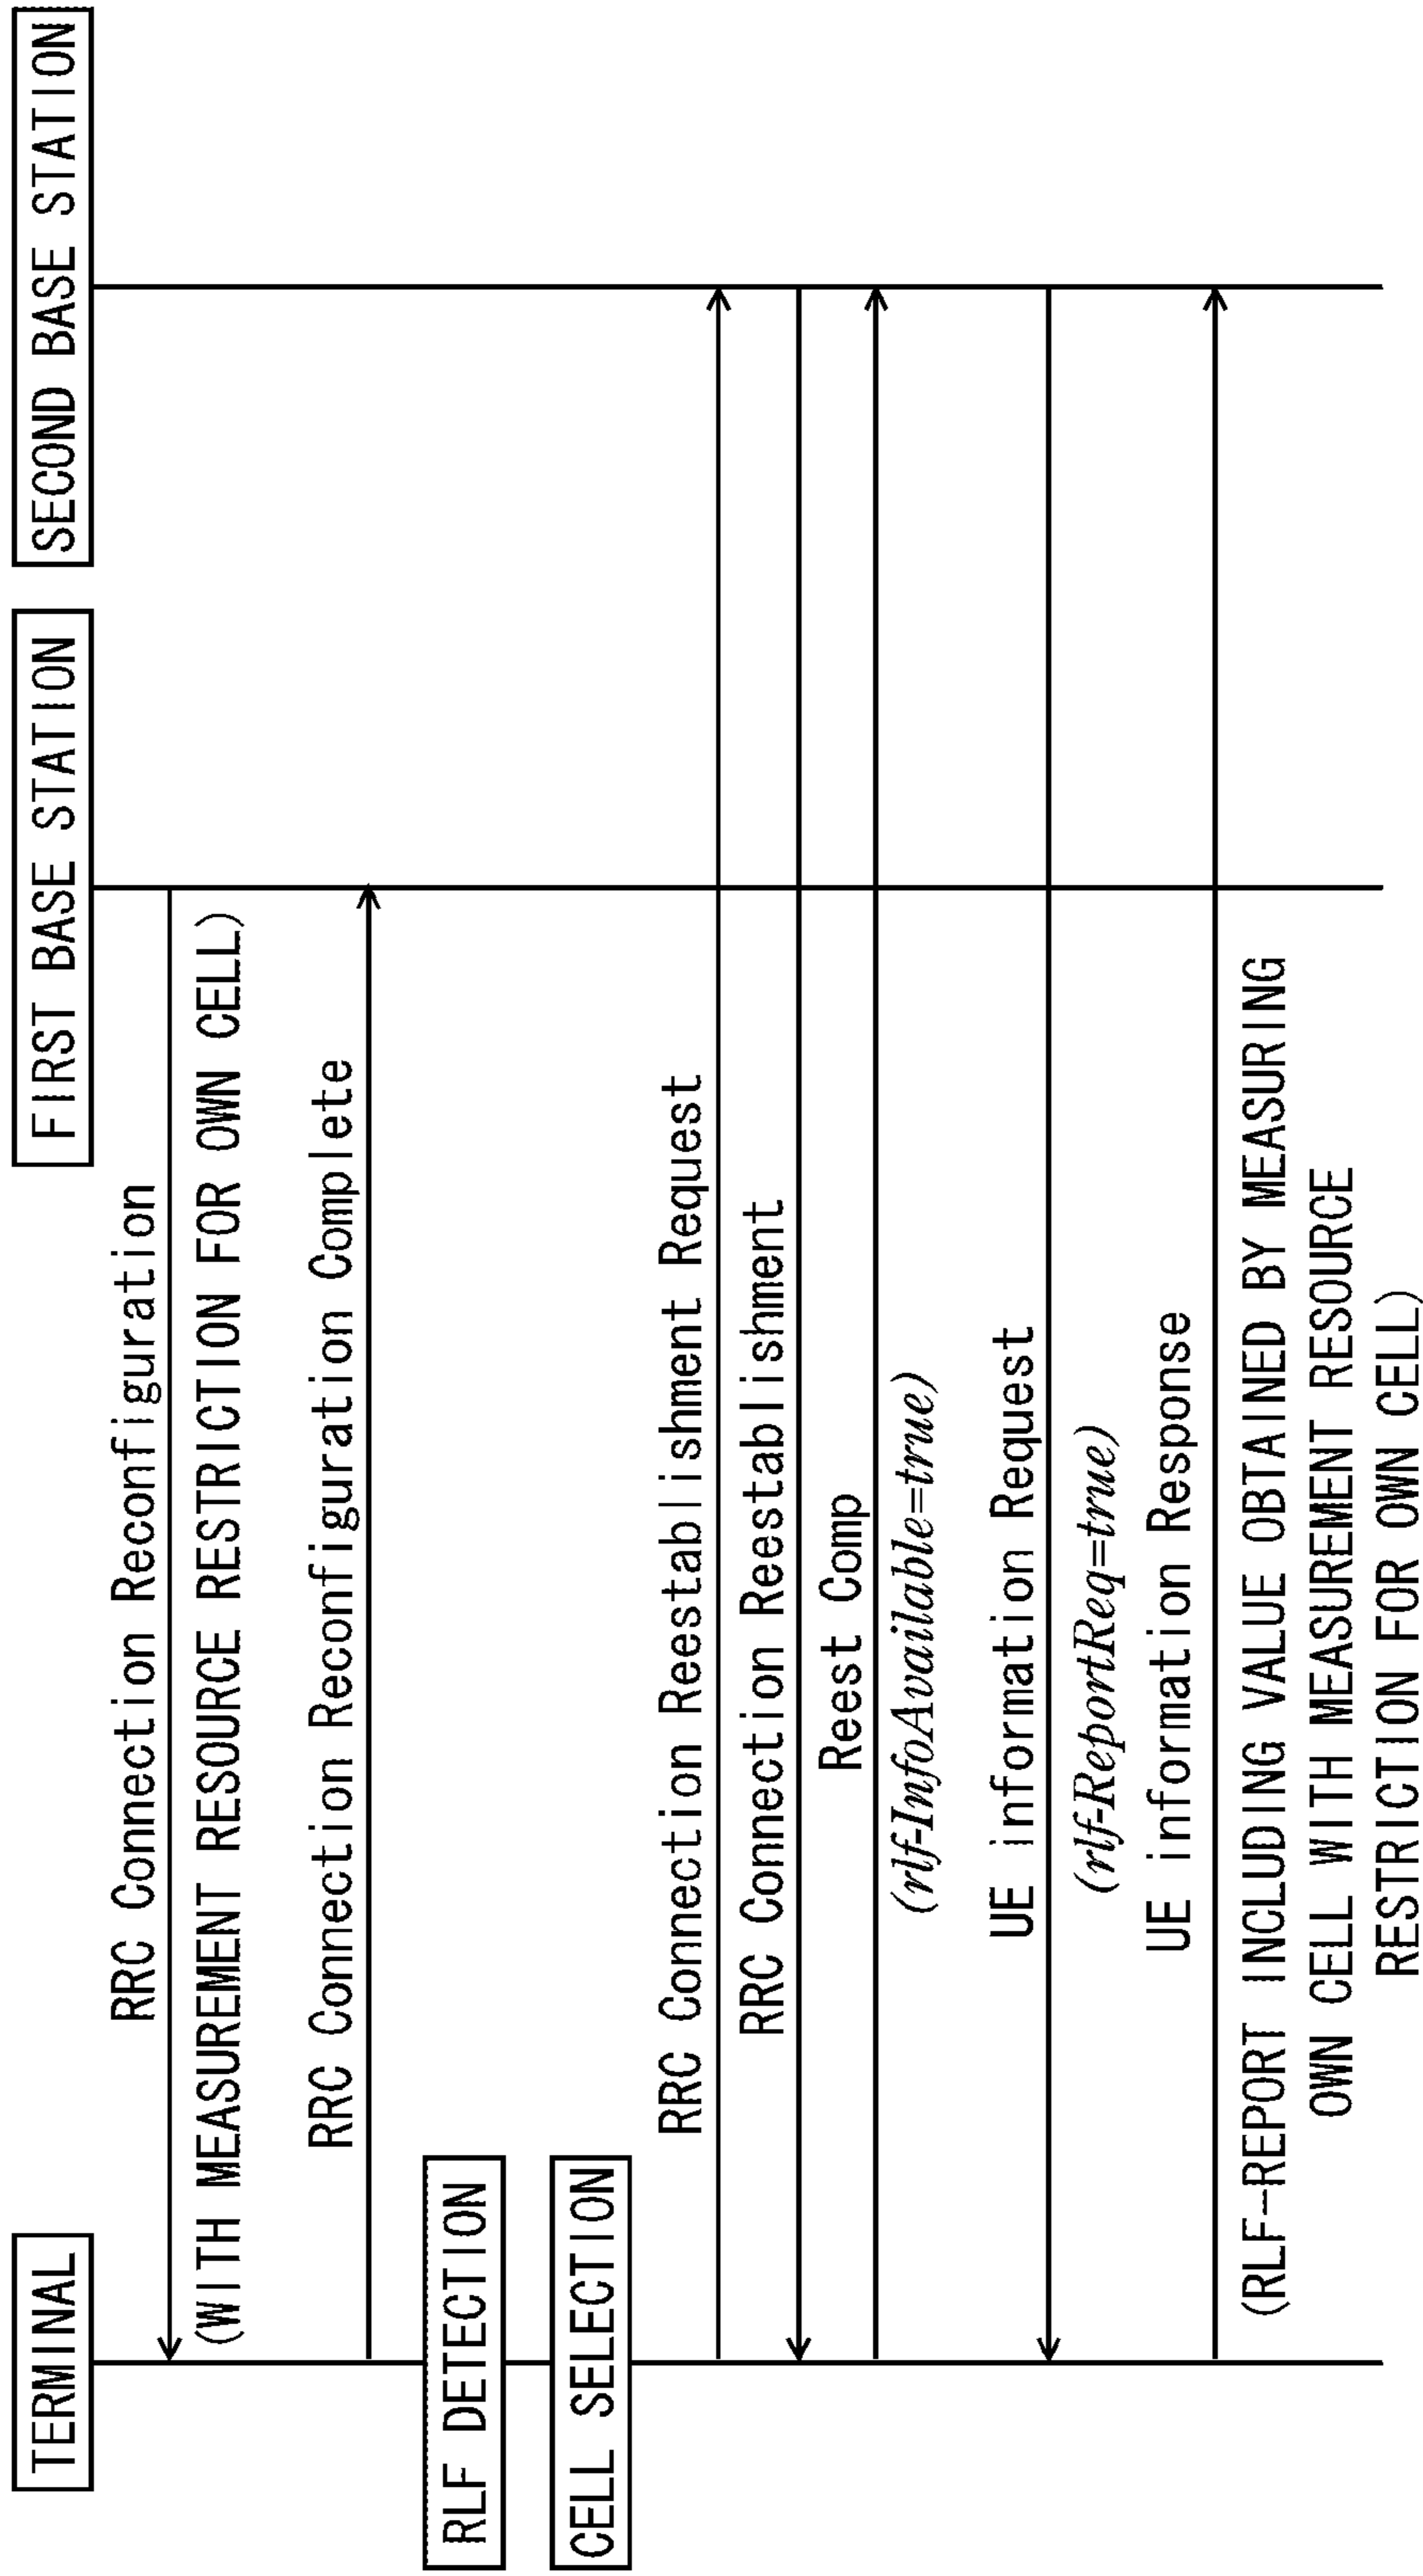 TERMINAL
FIRST BASE STATION
SECOND BASE STATION
RRC Connection Reconfiguration
(WITH MEASUREMENT RESOURCE RESTRICTION FOR OWN CELL)
RRC Connection Reconfiguration Complete
RLF DETECTION
CELL SELECTION
RRC Connection Reestablishment Request
RRC Connection Reestablishment
Reest Comp
(rlf-InfoAvailable=true)
UE information Request
(rlf-ReportReq=true)
UE information Response
(RLF-REPORT INCLUDING VALUE OBTAINED BY MEASURING
OWN CELL WITH MEASUREMENT RESOURCE
RESTRICTION FOR OWN CELL)